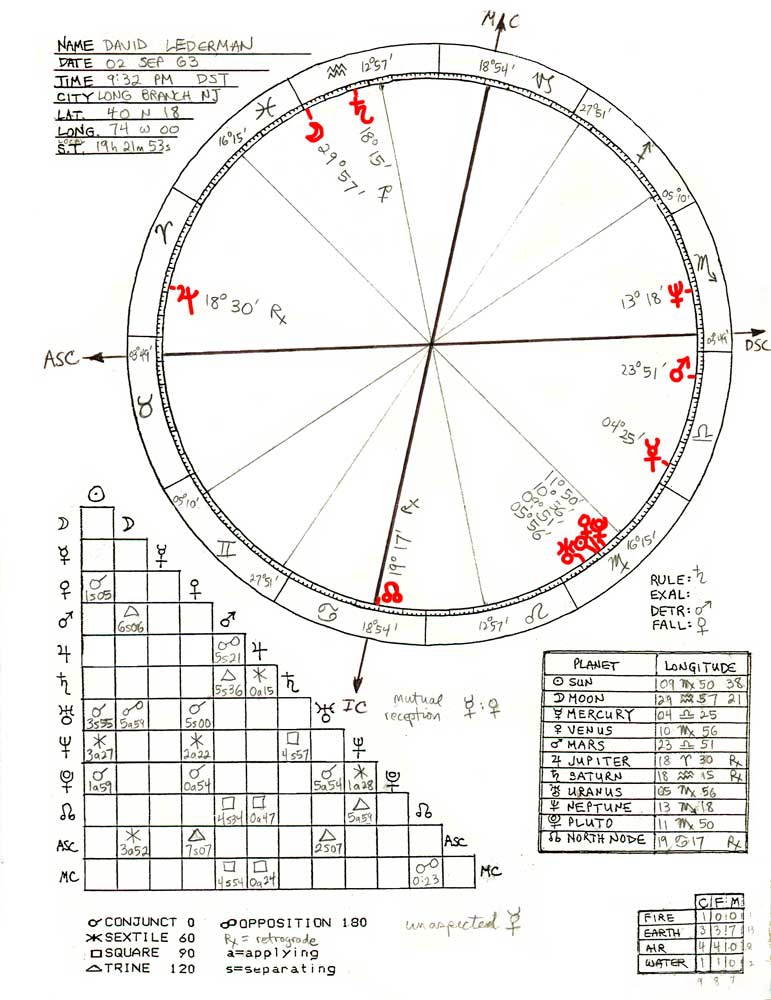 NAME DAVID LEDERMAN
DATE 02 SEP 63
TIME 9:32 PM DST
CITY LONG BRANCH NJ
LAT. 40 N 18
LONG. 74 W 00
LOCAL S.T. 19h 21m 53s
MC
♒ 12°57'
18°54' ♑
27°51'
♓ 16°15'
♐
05°10'
☽ 29°57'
♄ 18°15' ℞
♈
♏
♃ 18°30' ℞
13°18' ♆
ASC 03°49'
03°49' DSC
23°51' ♂
♉
04°25' ☿
♎
11°50'
10°56'
09°51'
05°56'
♅ ☉ ♀ ♇
05°10'
19°17' ℞
☊
16°15'
♍
♊
27°51'
♋
18°54'
12°57'
♌
IC
mutual reception ☿:♀
RULE: ♄
EXAL:
DETR: ♂
FALL: ♀
☉
☽ ☽
☿ ☿
♀ ☌ 1s05 ♀
♂ △ 6s06 ♂
♃ ☍ 5s21 ♃
♄ △ 5s36 ⚹ 0a15 ♄
♅ ☌ 3s55 ☍ 5a59 ☌ 5s00 ♅
♆ ⚹ 3a27 ⚹ 2a22 □ 4s57 ♆
♇ ☌ 1a59 ☌ 0a54 ☌ 5a54 ⚹ 1a28 ♇
☊ □ 4s34 □ 0a47 △ 5a59 ☊
ASC ⚹ 3a52 △ 7s07 △ 2s07 ASC
MC □ 4s54 □ 0a24 ☍ 0:23 MC
PLANET LONGITUDE
☉ SUN 09 ♍ 50 38
☽ MOON 29 ♒ 57 21
☿ MERCURY 04 ♎ 25
♀ VENUS 10 ♍ 56
♂ MARS 23 ♎ 51
♃ JUPITER 18 ♈ 30 ℞
♄ SATURN 18 ♒ 15 ℞
♅ URANUS 05 ♍ 56
♆ NEPTUNE 13 ♏ 18
♇ PLUTO 11 ♍ 50
☊ NORTH NODE 19 ♋ 17 ℞
☌ CONJUNCT 0 ☍ OPPOSITION 180
⚹ SEXTILE 60 ℞ = retrograde
□ SQUARE 90 a=applying
△ TRINE 120 s=separating
unaspected ☿
C F M
FIRE 1 0 0
EARTH 3 3 7
AIR 4 4 0
WATER 1 1 0
9 8 7